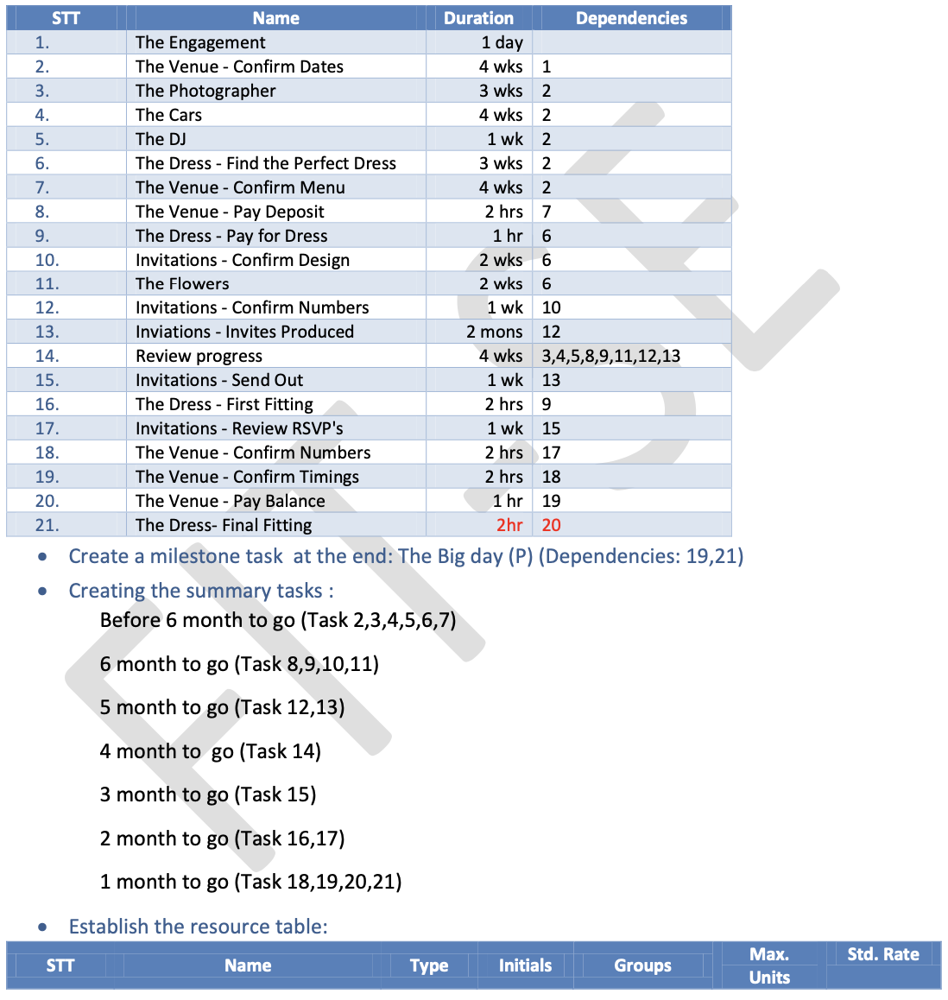 STT Name Duration Dependencies
1. The Engagement 1 day
2. The Venue - Confirm Dates 4 wks 1
3. The Photographer 3 wks 2
4. The Cars 4 wks 2
5. The DJ 1 wk 2
6. The Dress - Find the Perfect Dress 3 wks 2
7. The Venue - Confirm Menu 4 wks 2
8. The Venue - Pay Deposit 2 hrs 7
9. The Dress - Pay for Dress 1 hr 6
10. Invitations - Confirm Design 2 wks 6
11. The Flowers 2 wks 6
12. Invitations - Confirm Numbers 1 wk 10
13. Inviations - Invites Produced 2 mons 12
14. Review progress 4 wks 3,4,5,8,9,11,12,13
15. Invitations - Send Out 1 wk 13
16. The Dress - First Fitting 2 hrs 9
17. Invitations - Review RSVP's 1 wk 15
18. The Venue - Confirm Numbers 2 hrs 17
19. The Venue - Confirm Timings 2 hrs 18
20. The Venue - Pay Balance 1 hr 19
21. The Dress- Final Fitting 2hr 20
• Create a milestone task at the end: The Big day (P) (Dependencies: 19,21)
• Creating the summary tasks :
Before 6 month to go (Task 2,3,4,5,6,7)
6 month to go (Task 8,9,10,11)
5 month to go (Task 12,13)
4 month to go (Task 14)
3 month to go (Task 15)
2 month to go (Task 16,17)
1 month to go (Task 18,19,20,21)
• Establish the resource table:
STT Name Type Initials Groups Max. Units Std. Rate